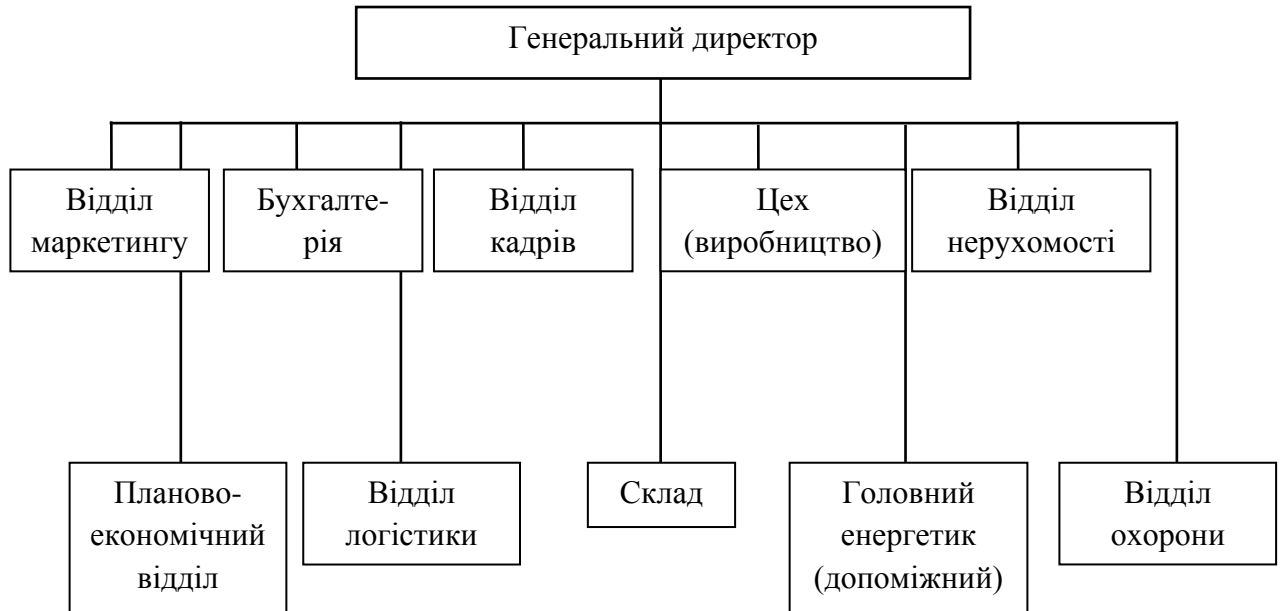 Генеральний директор
Відділ
маркетингу
Бухгалте-
рія
Відділ
кадрів
Цех
(виробництво)
Відділ
нерухомості
Планово-
економічний
відділ
Відділ
логістики
Склад
Головний
енергетик
(допоміжний)
Відділ
охорони